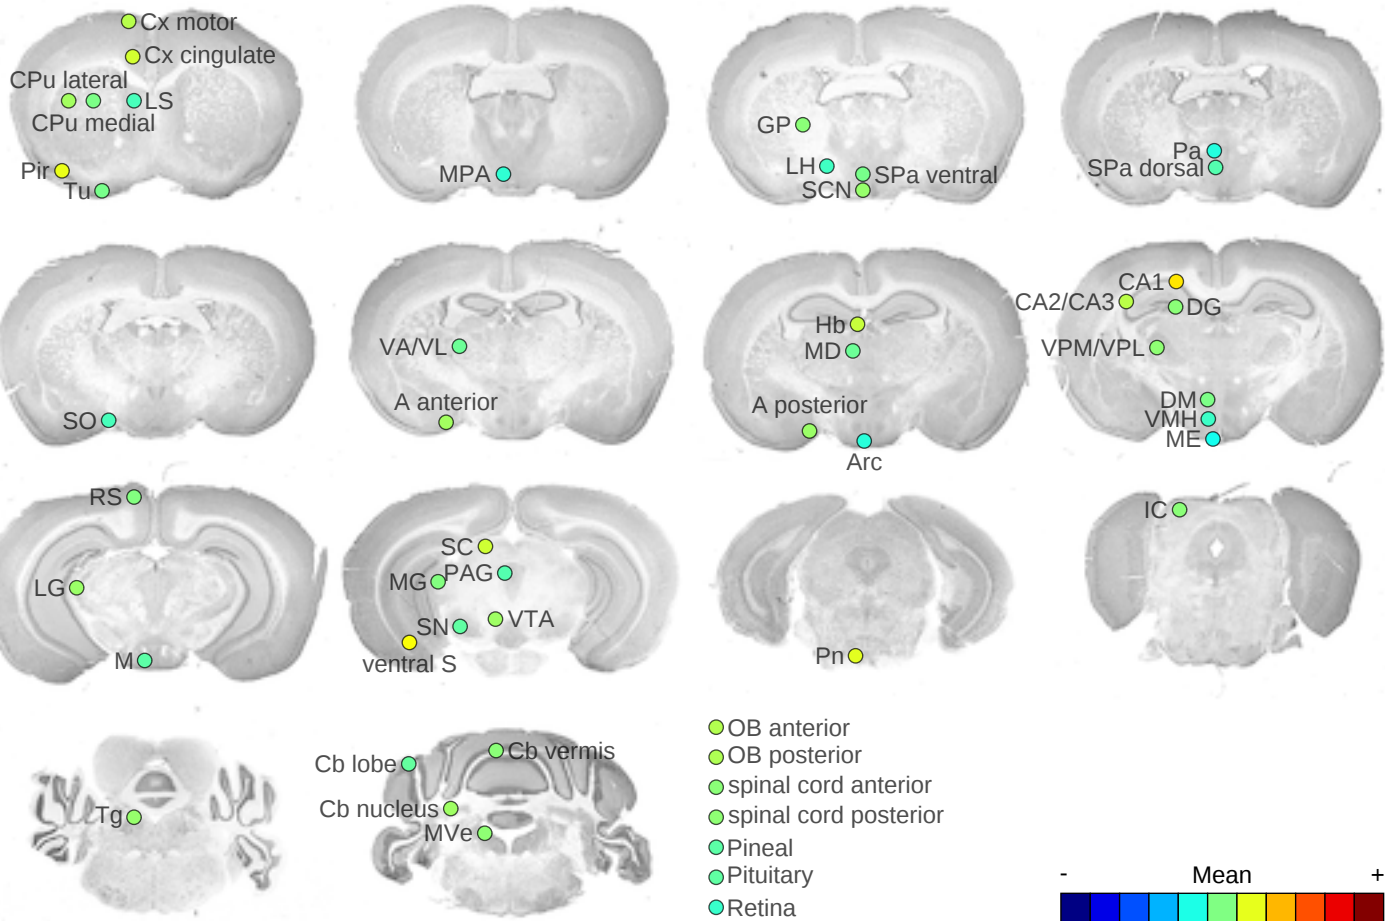 Cx motor
Cx cingulate
CPu lateral
LS
CPu medial
Pir
Tu
MPA
GP
LH
SPa ventral
SCN
Pa
SPa dorsal
SO
VA/VL
A anterior
Hb
MD
A posterior
Arc
CA1
CA2/CA3
DG
VPM/VPL
DM
VMH
ME
RS
LG
M
SC
MG
PAG
SN
VTA
ventral S
Pn
IC
Tg
Cb lobe
Cb vermis
Cb nucleus
MVe
OB anterior
OB posterior
spinal cord anterior
spinal cord posterior
Pineal
Pituitary
Retina
- Mean +